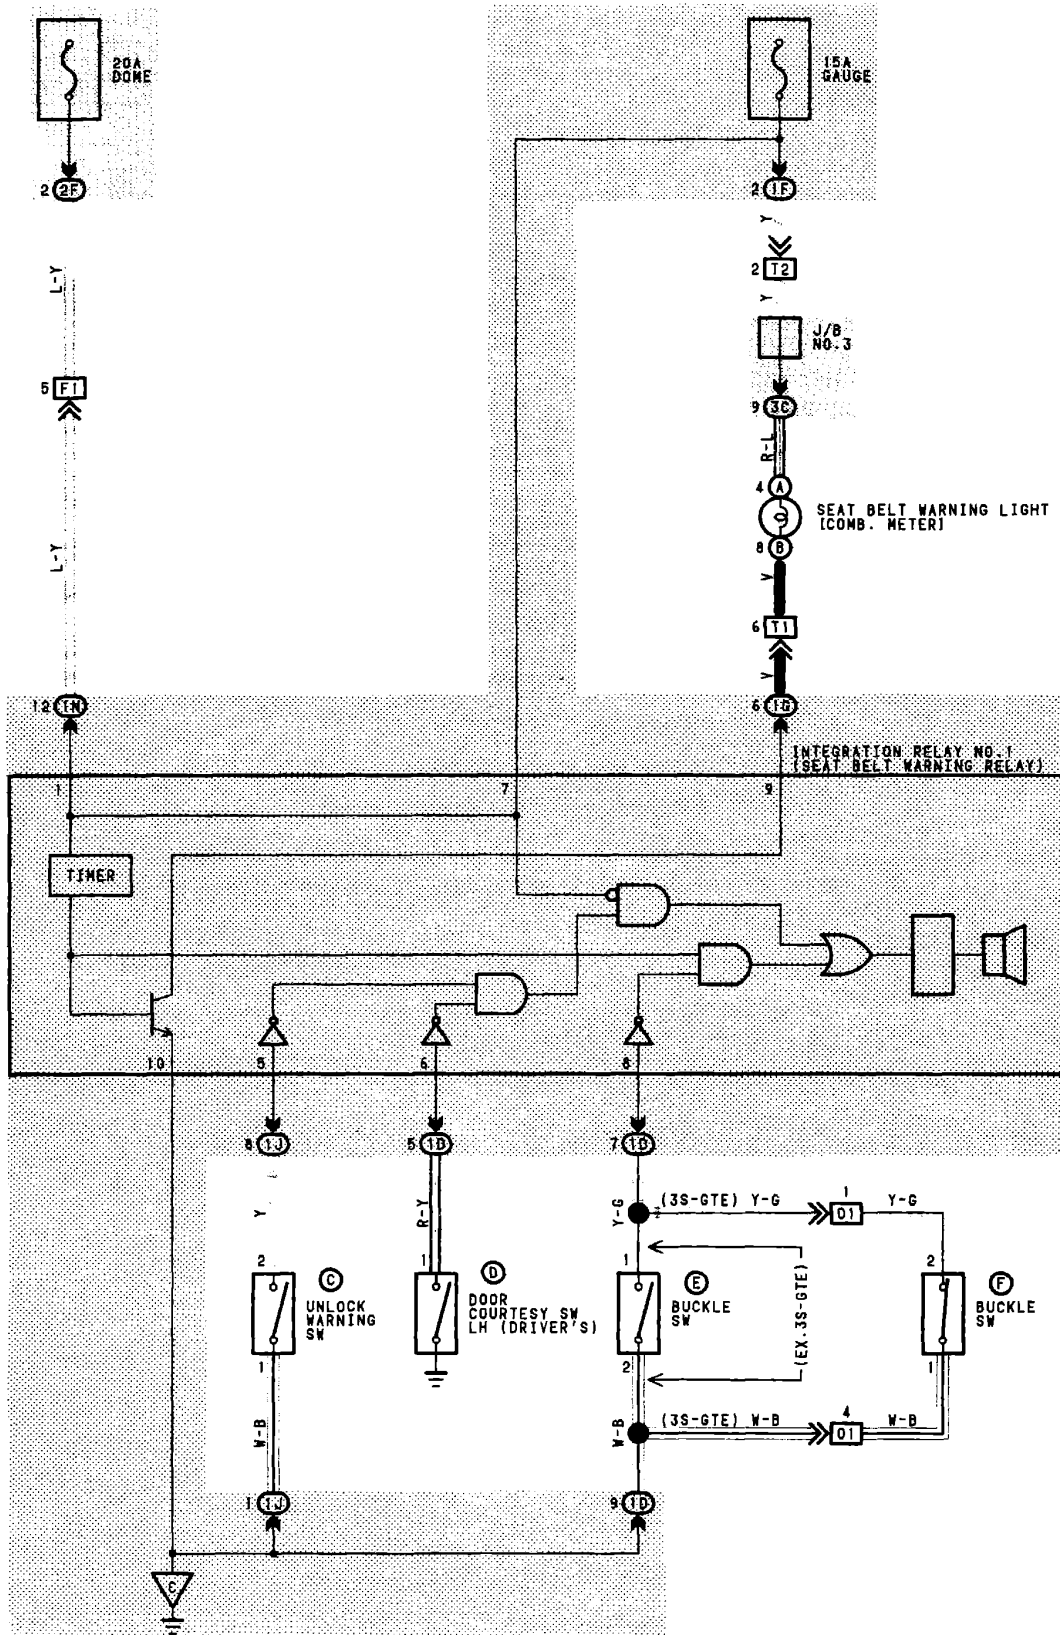 20A
DOME
15A
GAUGE
2 2F
2 1F
Y
2 T2
Y
J/B
NO.3
L-Y
5 F1
9 3C
R-L
4 A
SEAT BELT WARNING LIGHT
[COMB. METER]
8 B
L-Y
V
6 T1
V
12 1N
6 1G
INTEGRATION RELAY NO.1
(SEAT BELT WARNING RELAY)
1
7
9
TIMER
10
5
6
8
8 1J
5 1D
7 1D
Y
R-Y
Y-G
(3S-GTE) Y-G
1
O1
Y-G
2
C
UNLOCK
WARNING
SW
1
1
D
DOOR
COURTESY SW
LH (DRIVER'S)
1
E
BUCKLE
SW
2
(EX.3S-GTE)
2
F
BUCKLE
SW
1
W-B
W-B
(3S-GTE) W-B
4
O1
W-B
1 1J
9 1D
C